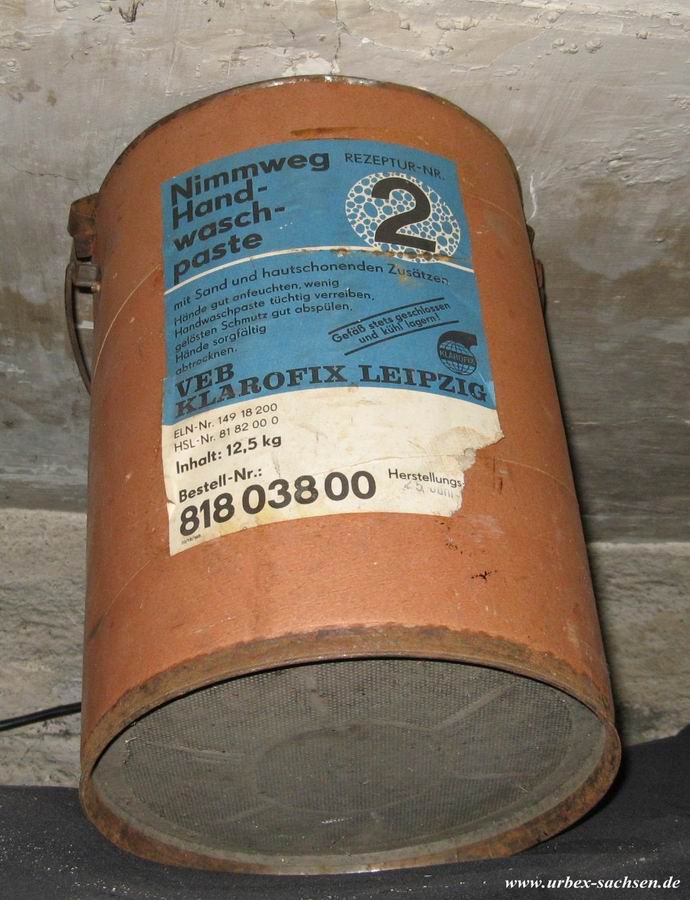 Nimmweg
Hand-
wasch-
paste
REZEPTUR-NR.
2
mit Sand und hautschonenden Zusätzen
Hände gut anfeuchten, wenig
Handwaschpaste tüchtig verreiben,
gelösten Schmutz gut abspülen.
Hände sorgfältig
abtrocknen.
Gefäß stets geschlossen
und kühl lagern!
KLAROFIX
VEB
KLAROFIX LEIPZIG
ELN-Nr. 149 18 200
HSL-Nr. 81 82 00 0
Inhalt: 12,5 kg
Bestell-Nr.:
818 038 00
Herstellungs-
www.urbex-sachsen.de